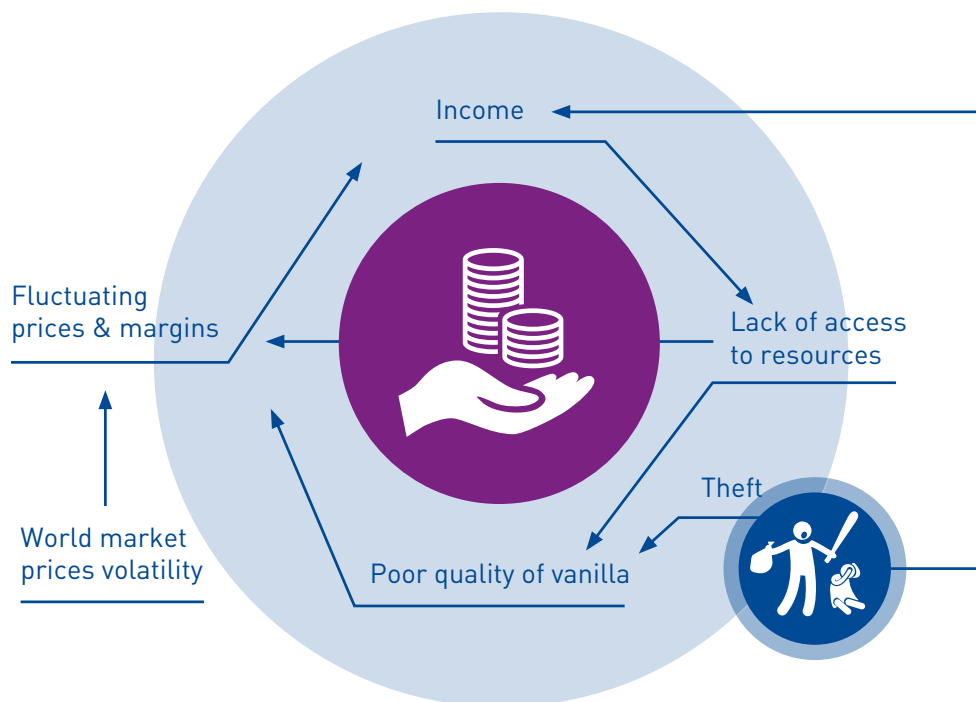 Income
Fluctuating
prices & margins
Lack of access
to resources
Theft
World market
prices volatility
Poor quality of vanilla